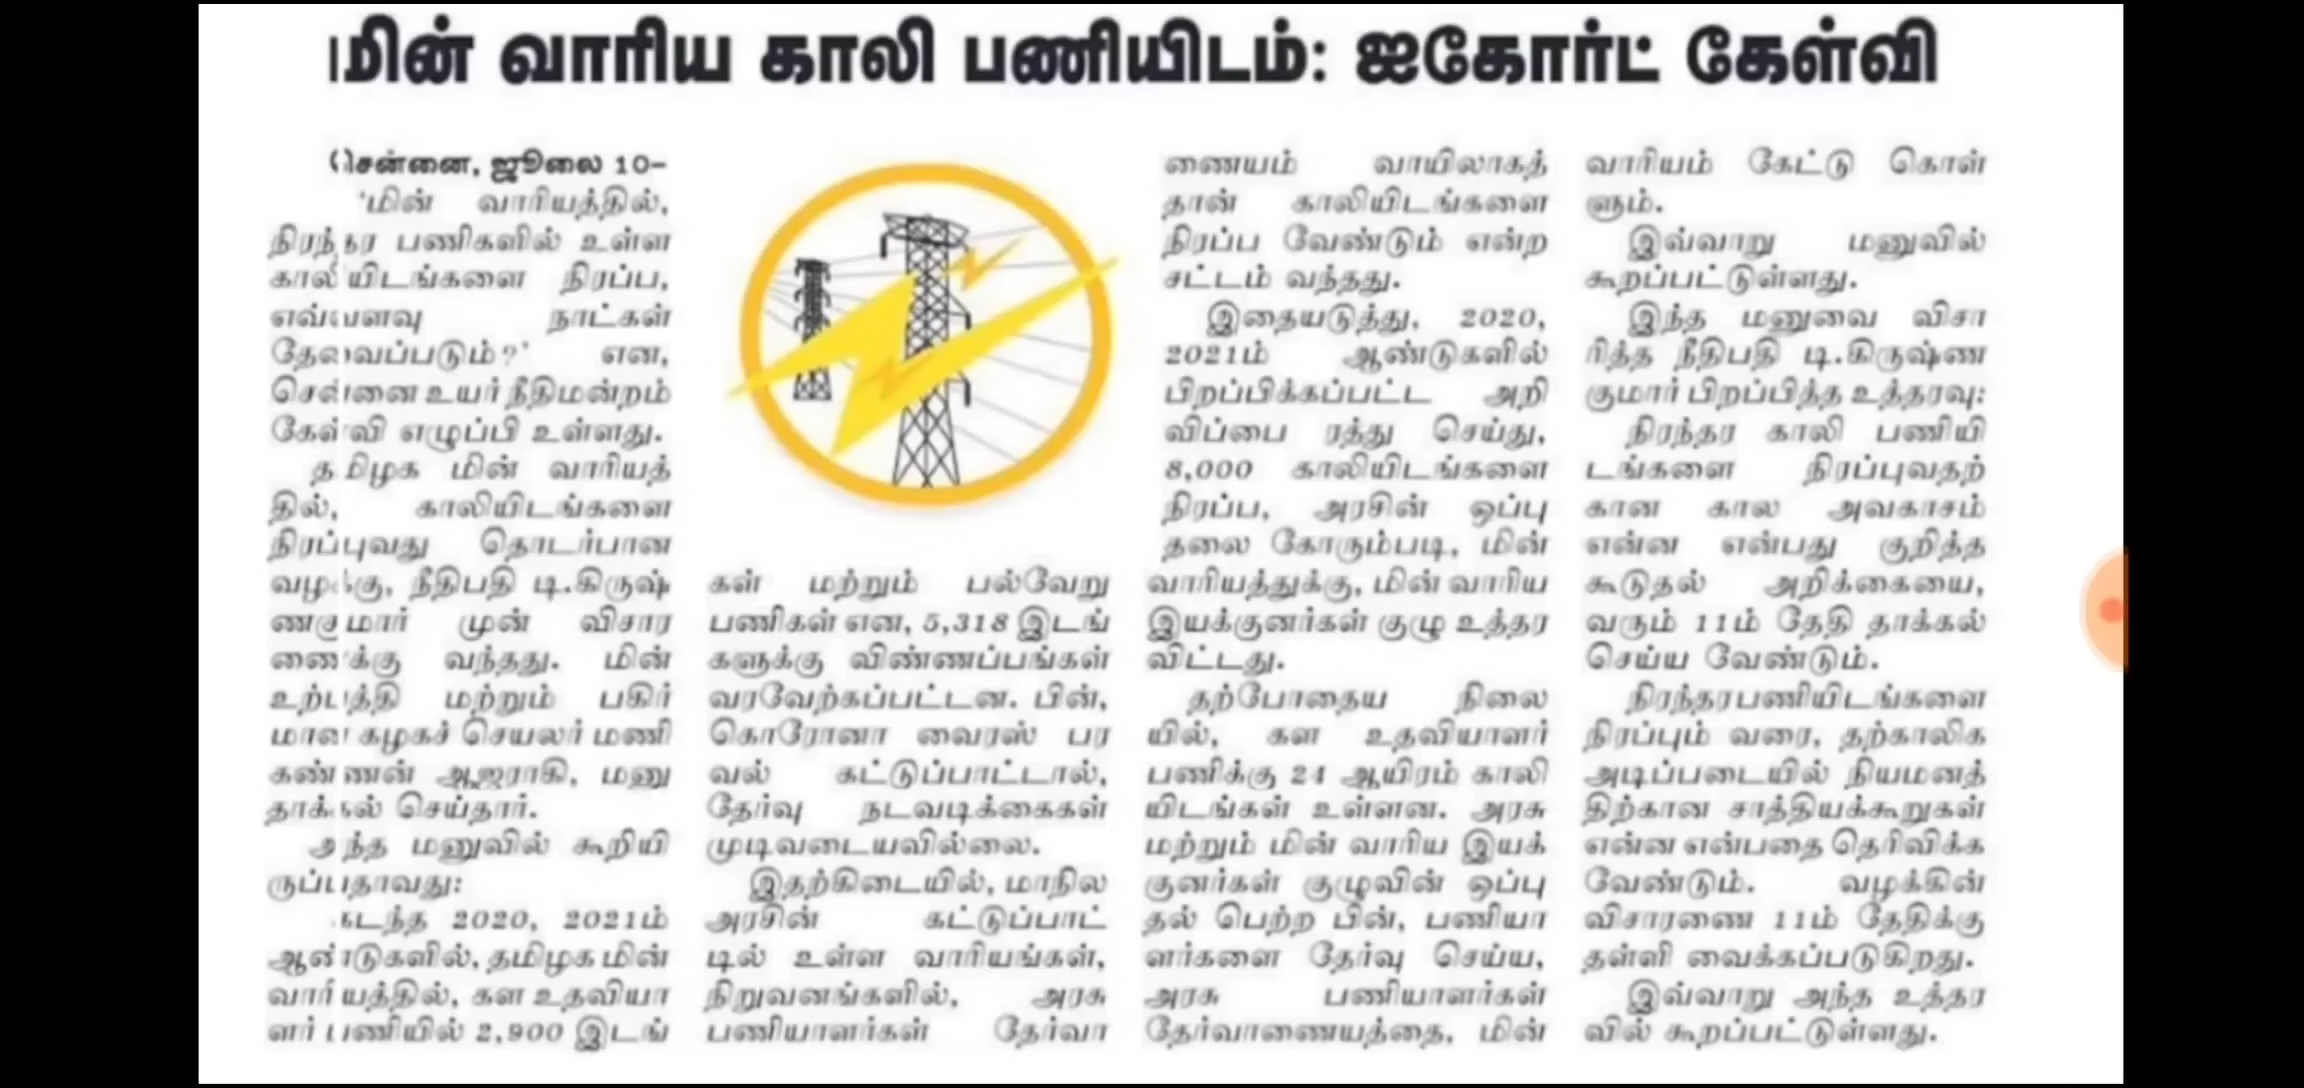 மின் வாரிய காலி பணியிடம்: ஐகோர்ட் கேள்வி
சென்னை, ஜூலை 10–
'மின் வாரியத்தில்,
நிரந்தர பணிகளில் உள்ள
காலியிடங்களை நிரப்ப,
எவ்வளவு நாட்கள்
தேவைப்படும்?' என,
சென்னை உயர் நீதிமன்றம்
கேள்வி எழுப்பி உள்ளது.
தமிழக மின் வாரியத்
தில், காலியிடங்களை
நிரப்புவது தொடர்பான
வழக்கு, நீதிபதி டி.கிருஷ்
ணகுமார் முன் விசார
ணைக்கு வந்தது. மின்
உற்பத்தி மற்றும் பகிர்
மான கழகச் செயலர் மணி
கண்ணன் ஆஜராகி, மனு
தாக்கல் செய்தார்.
அந்த மனுவில் கூறியி
ருப்பதாவது:
கடந்த 2020, 2021ம்
ஆண்டுகளில், தமிழக மின்
வாரியத்தில், கள உதவியா
ளர் பணியில் 2,900 இடங்
கள் மற்றும் பல்வேறு
பணிகள் என, 5,318 இடங்
களுக்கு விண்ணப்பங்கள்
வரவேற்கப்பட்டன. பின்,
கொரோனா வைரஸ் பர
வல் கட்டுப்பாட்டால்,
தேர்வு நடவடிக்கைகள்
முடிவடையவில்லை.
இதற்கிடையில், மாநில
அரசின் கட்டுப்பாட்
டில் உள்ள வாரியங்கள்,
நிறுவனங்களில், அரசு
பணியாளர்கள் தேர்வா
ணையம் வாயிலாகத்
தான் காலியிடங்களை
நிரப்ப வேண்டும் என்ற
சட்டம் வந்தது.
இதையடுத்து, 2020,
2021ம் ஆண்டுகளில்
பிறப்பிக்கப்பட்ட அறி
விப்பை ரத்து செய்து,
8,000 காலியிடங்களை
நிரப்ப, அரசின் ஒப்பு
தலை கோரும்படி, மின்
வாரியத்துக்கு, மின் வாரிய
இயக்குனர்கள் குழு உத்தர
விட்டது.
தற்போதைய நிலை
யில், கள உதவியாளர்
பணிக்கு 24 ஆயிரம் காலி
யிடங்கள் உள்ளன. அரசு
மற்றும் மின் வாரிய இயக்
குனர்கள் குழுவின் ஒப்பு
தல் பெற்ற பின், பணியா
ளர்களை தேர்வு செய்ய,
அரசு பணியாளர்கள்
தேர்வாணையத்தை, மின்
வாரியம் கேட்டு கொள்
ளும்.
இவ்வாறு மனுவில்
கூறப்பட்டுள்ளது.
இந்த மனுவை விசா
ரித்த நீதிபதி டி.கிருஷ்ண
குமார் பிறப்பித்த உத்தரவு:
நிரந்தர காலி பணியி
டங்களை நிரப்புவதற்
கான கால அவகாசம்
என்ன என்பது குறித்த
கூடுதல் அறிக்கையை,
வரும் 11ம் தேதி தாக்கல்
செய்ய வேண்டும்.
நிரந்தர பணியிடங்களை
நிரப்பும் வரை, தற்காலிக
அடிப்படையில் நியமனத்
திற்கான சாத்தியக்கூறுகள்
என்ன என்பதை தெரிவிக்க
வேண்டும். வழக்கின்
விசாரணை 11ம் தேதிக்கு
தள்ளி வைக்கப்படுகிறது.
இவ்வாறு அந்த உத்தர
வில் கூறப்பட்டுள்ளது.